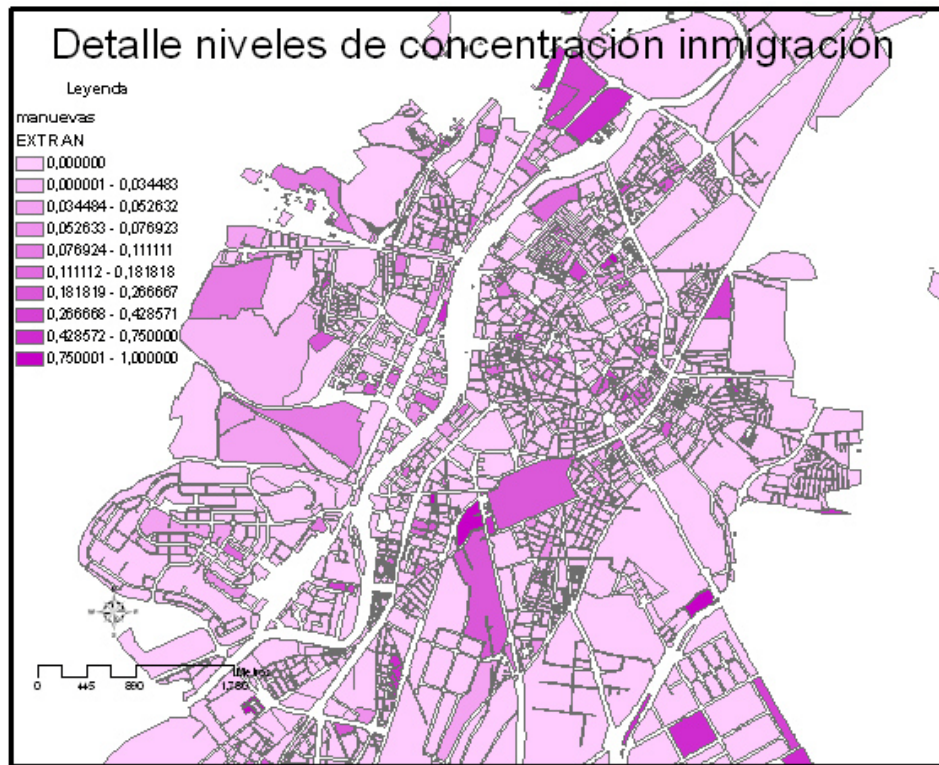 Detalle niveles de concentración inmigración
Leyenda
manuevas
EXTRAN
0,000000
0,000001 - 0,034483
0,034484 - 0,052632
0,052633 - 0,076923
0,076924 - 0,111111
0,111112 - 0,181818
0,181819 - 0,266667
0,266668 - 0,428571
0,428572 - 0,750000
0,750001 - 1,000000
Metros
0 445 890 1.780